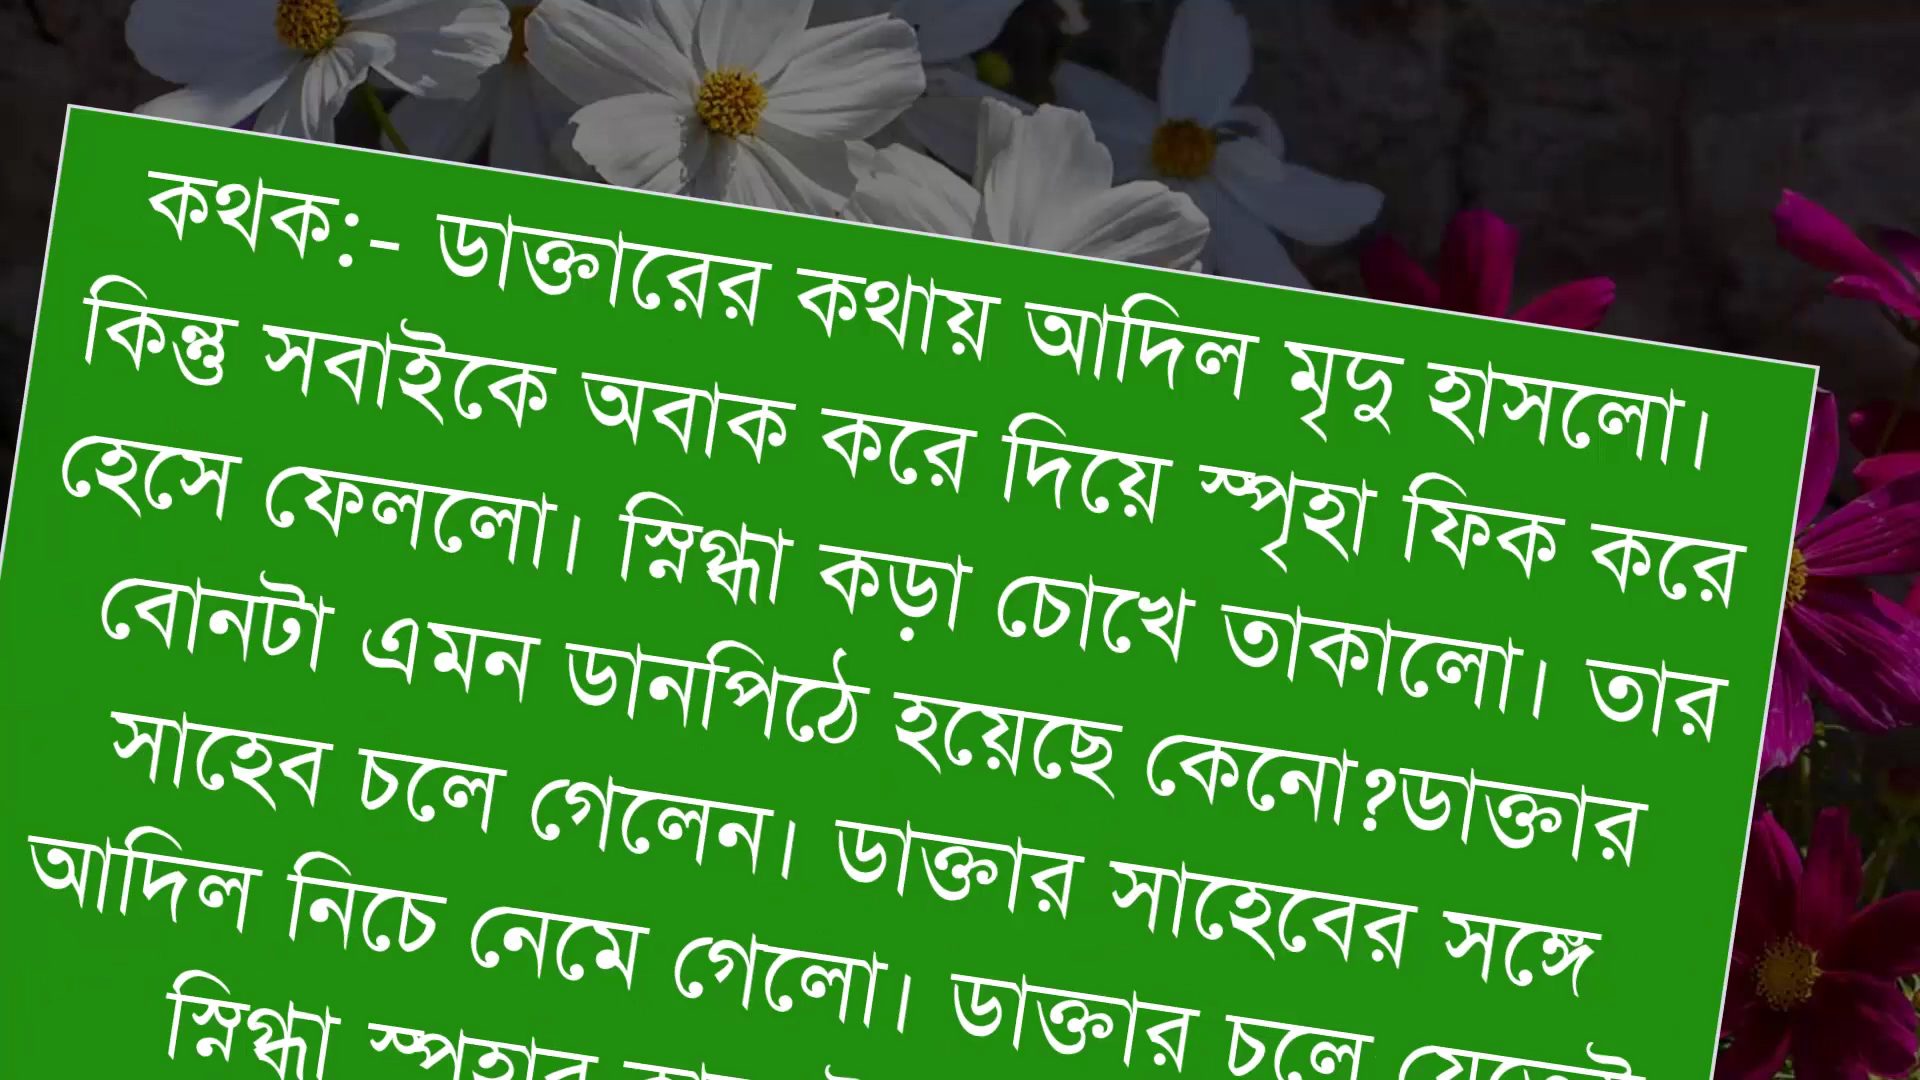 কথক:- ডাক্তারের কথায় আদিল মৃদু হাসলো।
কিন্তু সবাইকে অবাক করে দিয়ে স্পৃহা ফিক করে
হেসে ফেললো। স্নিগ্ধা কড়া চোখে তাকালো। তার
বোনটা এমন ডানপিঠে হয়েছে কেনো?ডাক্তার
সাহেব চলে গেলেন। ডাক্তার সাহেবের সঙ্গে
আদিল নিচে নেমে গেলো। ডাক্তার চলে
স্নিগ্ধা স্পৃহার